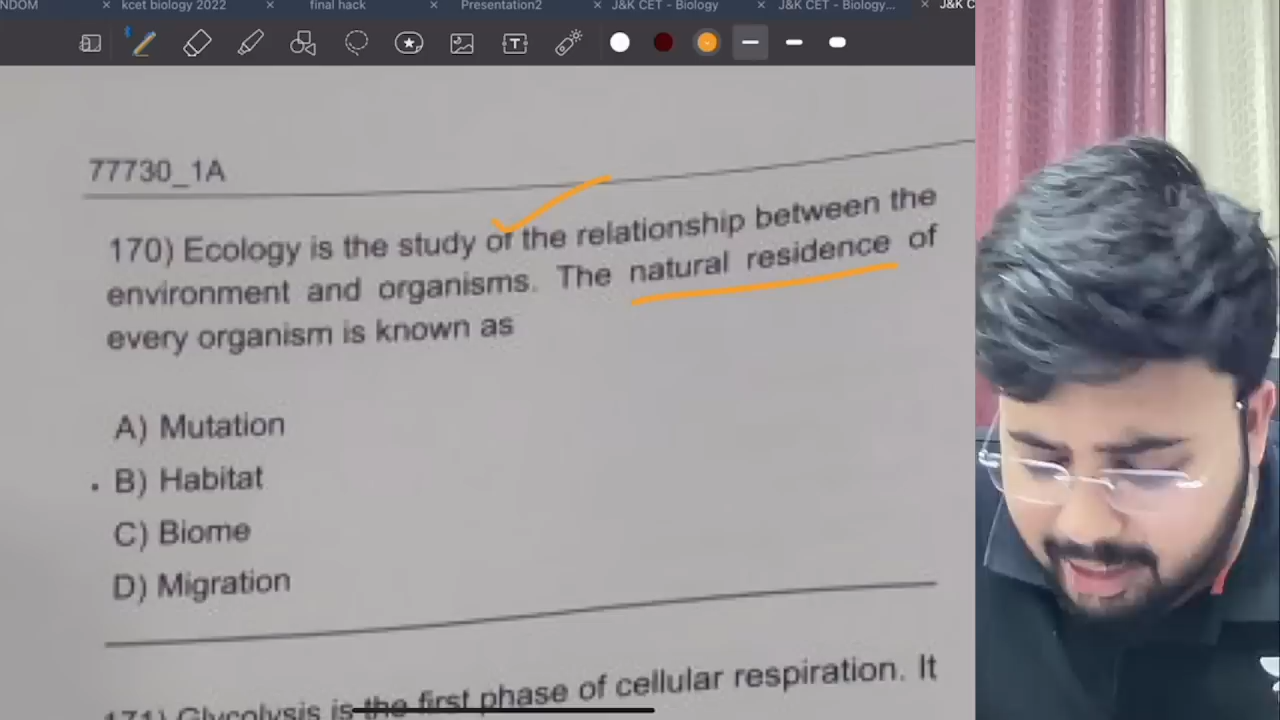 NDOM
kcet biology 2022
final hack
Presentation2
J&K CET - Biology
J&K CET - Biology...
J&K C
77730_1A
170) Ecology is the study of the relationship between the
environment and organisms. The natural residence of
every organism is known as
A) Mutation
B) Habitat
C) Biome
D) Migration
171) Glycolysis is the first phase of cellular respiration. It